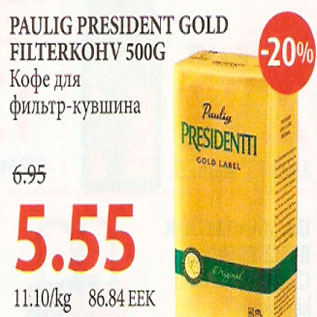 PAULIG PRESIDENT GOLD
FILTERKOHV 500G
Кофе для
фильтр-кувшина
-20%
6.95
5.55
11.10/kg 86.84 EEK
Paulig
PRESIDENTTI
GOLD LABEL
Original